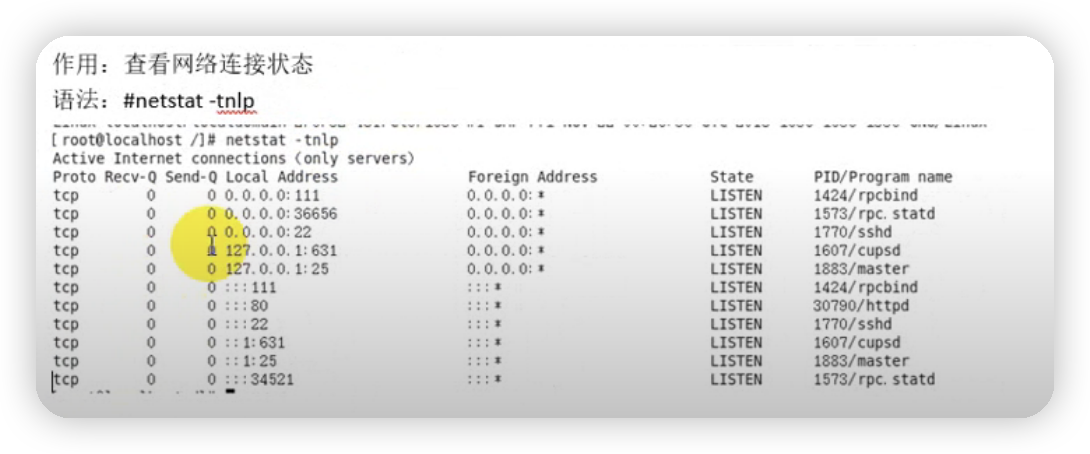 作用：查看网络连接状态
语法：#netstat -tnlp
[root@localhost /]# netstat -tnlp
Active Internet connections (only servers)
Proto Recv-Q Send-Q Local Address Foreign Address State PID/Program name
tcp 0 0 0.0.0.0:111 0.0.0.0:* LISTEN 1424/rpcbind
tcp 0 0 0.0.0.0:36656 0.0.0.0:* LISTEN 1573/rpc.statd
tcp 0 0 0.0.0.0:22 0.0.0.0:* LISTEN 1770/sshd
tcp 0 0 127.0.0.1:631 0.0.0.0:* LISTEN 1607/cupsd
tcp 0 0 127.0.0.1:25 0.0.0.0:* LISTEN 1883/master
tcp 0 0 :::111 :::* LISTEN 1424/rpcbind
tcp 0 0 :::80 :::* LISTEN 30790/httpd
tcp 0 0 :::22 :::* LISTEN 1770/sshd
tcp 0 0 ::1:631 :::* LISTEN 1607/cupsd
tcp 0 0 ::1:25 :::* LISTEN 1883/master
tcp 0 0 :::34521 :::* LISTEN 1573/rpc.statd